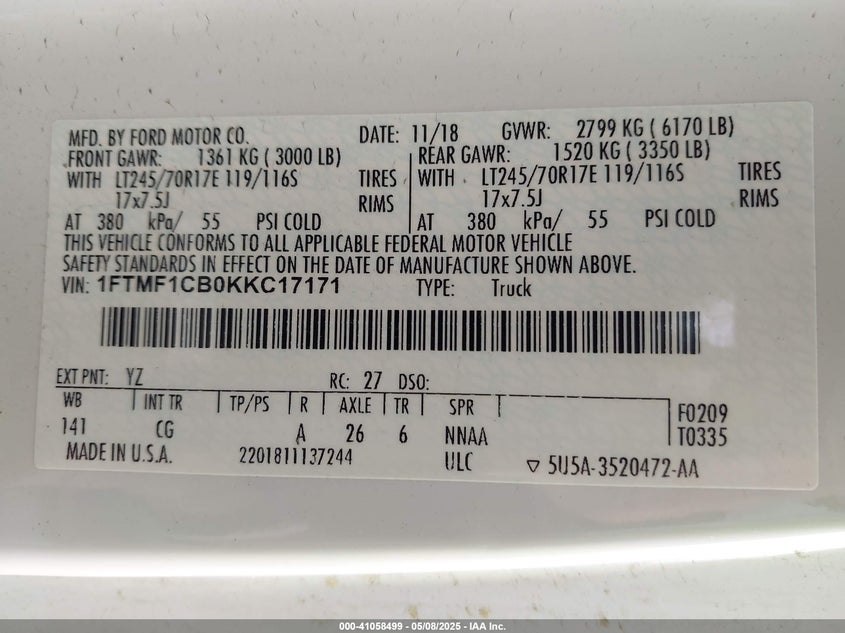 MFD. BY FORD MOTOR CO. DATE: 11/18 GVWR: 2799 KG ( 6170 LB)
FRONT GAWR: 1361 KG ( 3000 LB) REAR GAWR: 1520 KG ( 3350 LB)
WITH LT245/70R17E 119/116S TIRES WITH LT245/70R17E 119/116S TIRES
17x7.5J RIMS 17x7.5J RIMS
AT 380 kPa/ 55 PSI COLD AT 380 kPa/ 55 PSI COLD
THIS VEHICLE CONFORMS TO ALL APPLICABLE FEDERAL MOTOR VEHICLE
SAFETY STANDARDS IN EFFECT ON THE DATE OF MANUFACTURE SHOWN ABOVE.
VIN: 1FTMF1CB0KKC17171 TYPE: Truck
EXT PNT: YZ RC: 27 DSO:
WB INT TR TP/PS R AXLE TR SPR F0209
141 CG A 26 6 NNAA T0335
MADE IN U.S.A. 2201811137244 ULC ▽ 5U5A-3520472-AA
000-41058499 - 05/08/2025 - IAA Inc.